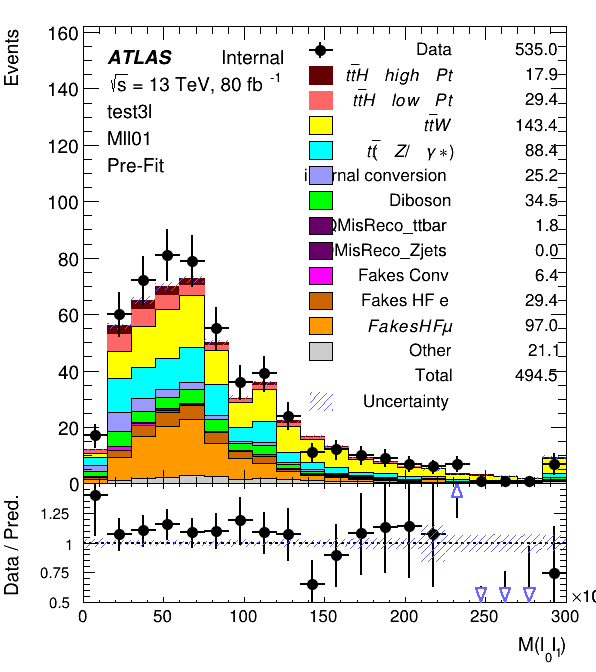 Events
160
140
120
100
80
60
40
20
0
ATLAS Internal
√s = 13 TeV, 80 fb -1
test3l
Mll01
Pre-Fit
Data 535.0
tt̅H high Pt 17.9
tt̅H low Pt 29.4
tt̅W 143.4
tt̅( Z/ γ*) 88.4
conversion 25.2
Diboson 34.5
QMisReco_ttbar 1.8
QMisReco_Zjets 0.0
Fakes Conv 6.4
Fakes HF e 29.4
FakesHFμ 97.0
Other 21.1
Total 494.5
Uncertainty
Data / Pred.
1.25
1
0.75
0.5
0 50 100 150 200 250 300
×10
M(l0l1)